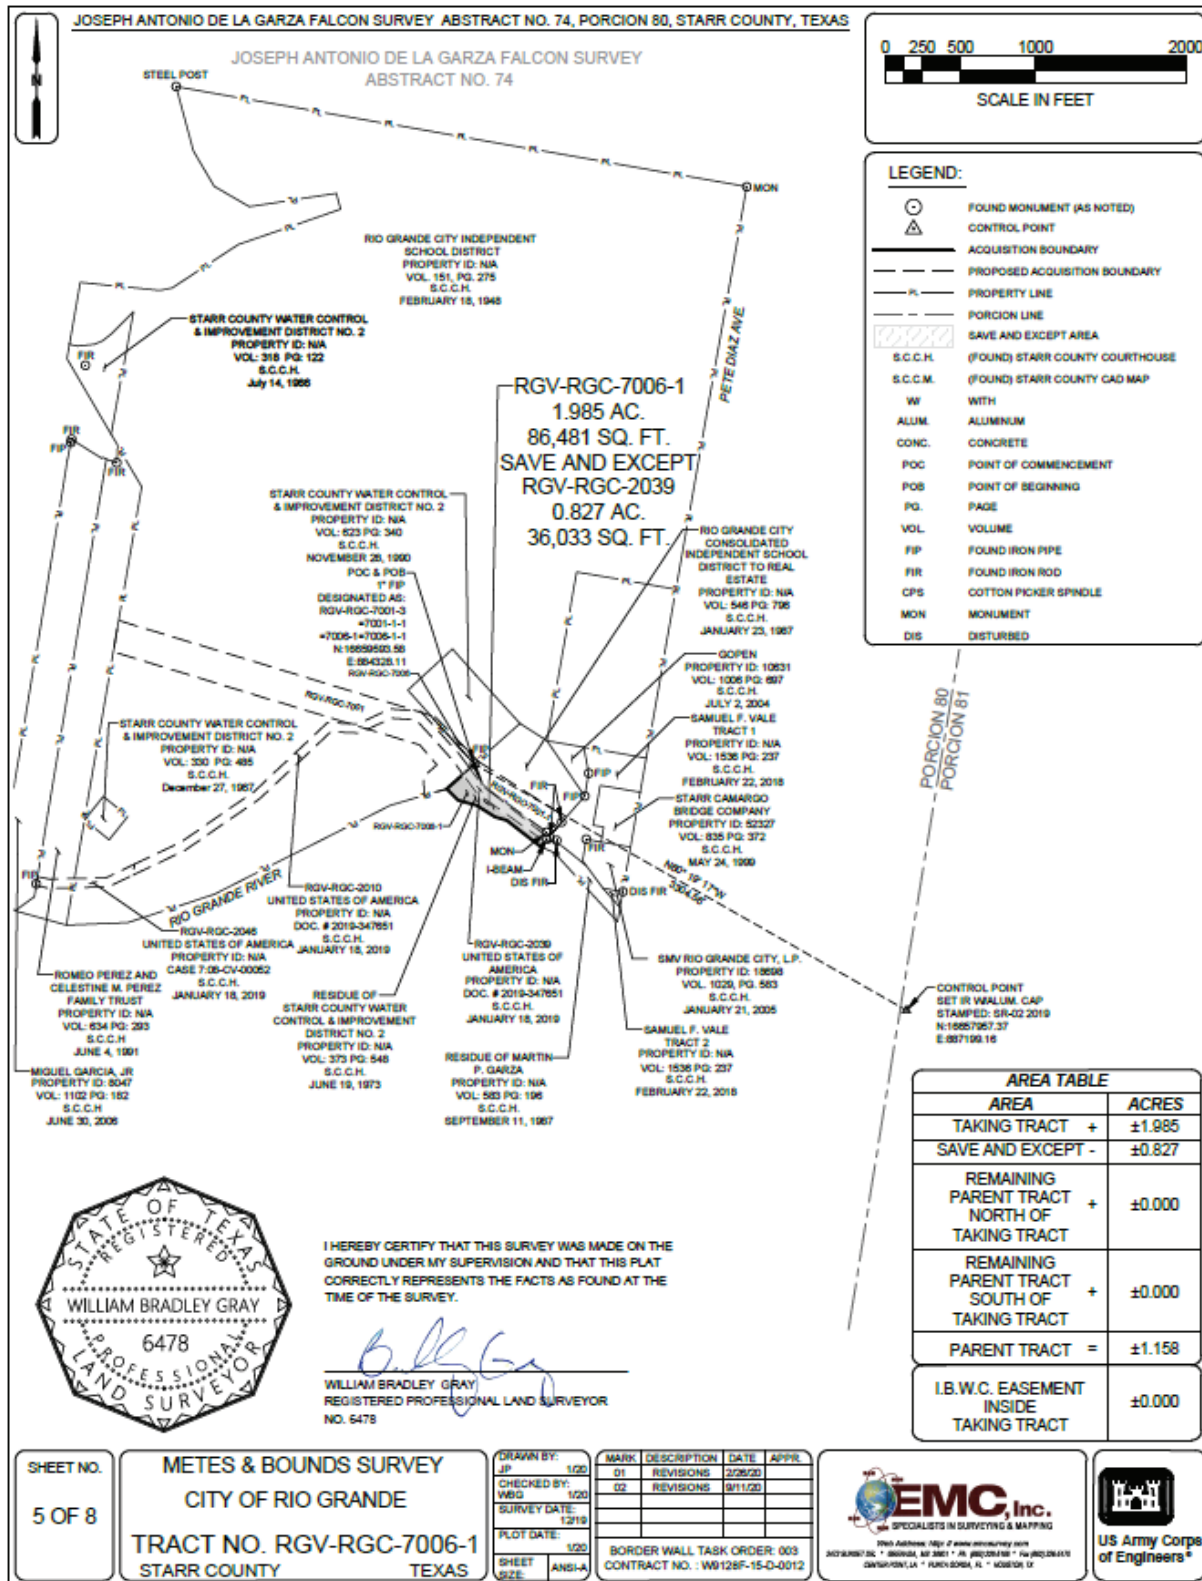 JOSEPH ANTONIO DE LA GARZA FALCON SURVEY ABSTRACT NO. 74, PORCION 80, STARR COUNTY, TEXAS
N
JOSEPH ANTONIO DE LA GARZA FALCON SURVEY
ABSTRACT NO. 74
STEEL POST
MON
0 250 500 1000 2000
SCALE IN FEET
LEGEND:
FOUND MONUMENT (AS NOTED)
CONTROL POINT
ACQUISITION BOUNDARY
PROPOSED ACQUISITION BOUNDARY
PL PROPERTY LINE
PORCION LINE
SAVE AND EXCEPT AREA
S.C.C.H. (FOUND) STARR COUNTY COURTHOUSE
S.C.C.M. (FOUND) STARR COUNTY CAD MAP
W/ WITH
ALUM. ALUMINUM
CONC. CONCRETE
POC POINT OF COMMENCEMENT
POB POINT OF BEGINNING
PG. PAGE
VOL. VOLUME
FIP FOUND IRON PIPE
FIR FOUND IRON ROD
CPS COTTON PICKER SPINDLE
MON MONUMENT
DIS DISTURBED
RIO GRANDE CITY INDEPENDENT
SCHOOL DISTRICT
PROPERTY ID: N/A
VOL. 151, PG. 275
S.C.C.H.
FEBRUARY 18, 1948
STARR COUNTY WATER CONTROL
& IMPROVEMENT DISTRICT NO. 2
PROPERTY ID: N/A
VOL: 318 PG: 122
S.C.C.H.
July 14, 1966
FIR
FIR
FIP
FIR
PETE DIAZ AVE
RGV-RGC-7006-1
1.985 AC.
86,481 SQ. FT.
SAVE AND EXCEPT
RGV-RGC-2039
0.827 AC.
36,033 SQ. FT.
STARR COUNTY WATER CONTROL
& IMPROVEMENT DISTRICT NO. 2
PROPERTY ID: N/A
VOL: 623 PG: 340
S.C.C.H.
NOVEMBER 26, 1990
POC & POB
1" FIP
DESIGNATED AS:
RGV-RGC-7001-3
=7001-1-1
=7006-1=7006-1-1
N:16659593.58
E:684328.11
RGV-RGC-7006
RIO GRANDE CITY
CONSOLIDATED
INDEPENDENT SCHOOL
DISTRICT TO REAL
ESTATE
PROPERTY ID: N/A
VOL: 546 PG: 796
S.C.C.H.
JANUARY 23, 1987
GOPEN
PROPERTY ID: 10631
VOL: 1006 PG: 697
S.C.C.H.
JULY 2, 2004
SAMUEL F. VALE
TRACT 1
PROPERTY ID: N/A
VOL: 1536 PG: 237
S.C.C.H.
FEBRUARY 22, 2018
STARR CAMARGO
BRIDGE COMPANY
PROPERTY ID: 52327
VOL: 835 PG: 372
S.C.C.H.
MAY 24, 1999
PORCION 80
PORCION 81
RGV-RGC-7001
STARR COUNTY WATER CONTROL
& IMPROVEMENT DISTRICT NO. 2
PROPERTY ID: N/A
VOL: 330 PG: 485
S.C.C.H.
December 27, 1967
FIP
FIP
FIR
FIP
RGV-RGC-7006-1
MON
I-BEAM
DIS FIR
FIR
DIS FIR
FIP
RIO GRANDE RIVER
N60° 19' 17"W
3304.56
RGV-RGC-2010
UNITED STATES OF AMERICA
PROPERTY ID: N/A
DOC. # 2019-347651
S.C.C.H.
JANUARY 18, 2019
RGV-RGC-2046
UNITED STATES OF AMERICA
PROPERTY ID: N/A
CASE 7:08-CV-00052
S.C.C.H.
JANUARY 18, 2019
RGV-RGC-2039
UNITED STATES OF
AMERICA
PROPERTY ID: N/A
DOC. # 2019-347651
S.C.C.H.
JANUARY 18, 2019
SMV RIO GRANDE CITY, L.P.
PROPERTY ID: 18698
VOL. 1029, PG. 583
S.C.C.H.
JANUARY 21, 2005
CONTROL POINT
SET IR W/ALUM. CAP
STAMPED: SR-02 2019
N:16657957.37
E:687199.16
ROMEO PEREZ AND
CELESTINE M. PEREZ
FAMILY TRUST
PROPERTY ID: N/A
VOL: 634 PG: 293
S.C.C.H
JUNE 4, 1991
RESIDUE OF
STARR COUNTY WATER
CONTROL & IMPROVEMENT
DISTRICT NO. 2
PROPERTY ID: N/A
VOL: 373 PG: 548
S.C.C.H.
JUNE 19, 1973
RESIDUE OF MARTIN
P. GARZA
PROPERTY ID: N/A
VOL: 583 PG: 196
S.C.C.H.
SEPTEMBER 11, 1987
SAMUEL F. VALE
TRACT 2
PROPERTY ID: N/A
VOL: 1536 PG: 237
S.C.C.H.
FEBRUARY 22, 2018
MIGUEL GARCIA, JR
PROPERTY ID: 8047
VOL: 1102 PG: 182
S.C.C.H
JUNE 30, 2006
AREA TABLE
AREA ACRES
TAKING TRACT + ±1.985
SAVE AND EXCEPT - ±0.827
REMAINING
PARENT TRACT
NORTH OF
TAKING TRACT + ±0.000
REMAINING
PARENT TRACT
SOUTH OF
TAKING TRACT + ±0.000
PARENT TRACT = ±1.158
I.B.W.C. EASEMENT
INSIDE
TAKING TRACT ±0.000
STATE OF TEXAS
REGISTERED
WILLIAM BRADLEY GRAY
6478
PROFESSIONAL
LAND SURVEYOR
I HEREBY CERTIFY THAT THIS SURVEY WAS MADE ON THE
GROUND UNDER MY SUPERVISION AND THAT THIS PLAT
CORRECTLY REPRESENTS THE FACTS AS FOUND AT THE
TIME OF THE SURVEY.
WILLIAM BRADLEY GRAY
REGISTERED PROFESSIONAL LAND SURVEYOR
NO. 6478
SHEET NO.
5 OF 8
METES & BOUNDS SURVEY
CITY OF RIO GRANDE
TRACT NO. RGV-RGC-7006-1
STARR COUNTY TEXAS
DRAWN BY:
JP 1/20
CHECKED BY:
WBG 1/20
SURVEY DATE:
12/19
PLOT DATE:
1/20
SHEET
SIZE: ANSI-A
MARK DESCRIPTION DATE APPR.
01 REVISIONS 2/26/20
02 REVISIONS 9/11/20
BORDER WALL TASK ORDER: 003
CONTRACT NO. : W9128F-15-D-0012
EMC, Inc.
SPECIALISTS IN SURVEYING & MAPPING
US Army Corps
of Engineers®